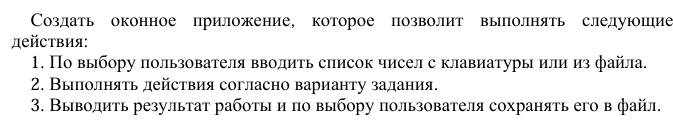 Создать оконное приложение, которое позволит выполнять следующие
действия:
1. По выбору пользователя вводить список чисел с клавиатуры или из файла.
2. Выполнять действия согласно варианту задания.
3. Выводить результат работы и по выбору пользователя сохранять его в файл.